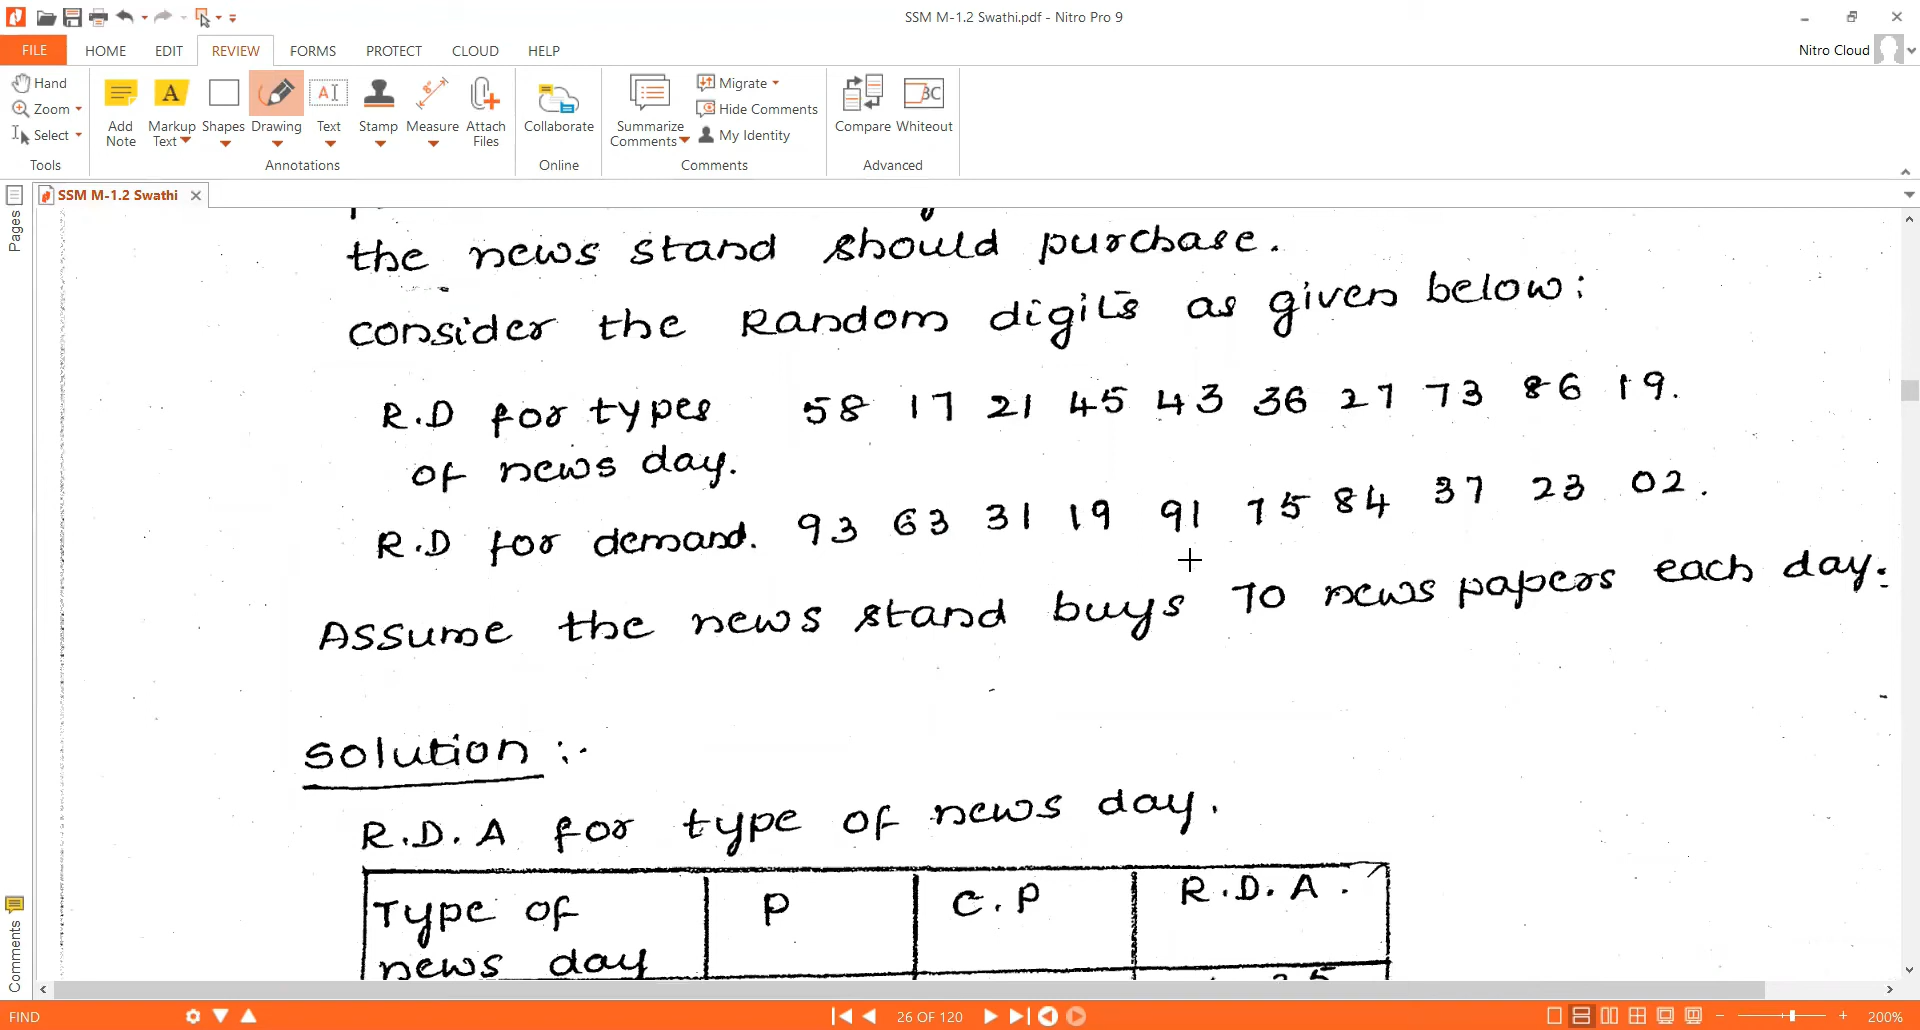 SSM M-1.2 Swathi.pdf - Nitro Pro 9
FILE HOME EDIT REVIEW FORMS PROTECT CLOUD HELP
Nitro Cloud
Hand
Zoom
Select
Tools
Add Note
Markup Text
Shapes
Drawing
Text
Stamp
Measure
Attach Files
Annotations
Collaborate
Online
Summarize Comments
Migrate
Hide Comments
My Identity
Comments
Compare
Whiteout
Advanced
SSM M-1.2 Swathi
Pages
the news stand should purchase.
consider the Random digits as given below:
R.D for types 58 17 21 45 43 36 27 73 86 19.
of news day.
R.D for demand. 93 63 31 19 91 75 84 37 23 02.
Assume the news stand buys 70 news papers each day.
Solution :-
R.D.A for type of news day.
Type of P C.P R.D.A.
news day
Comments
FIND
26 OF 120
200%